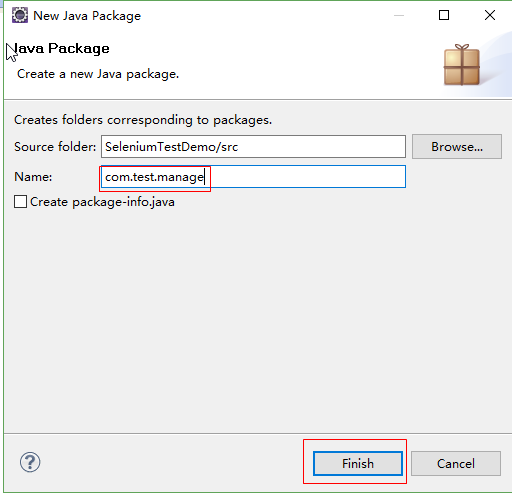 New Java Package
Java Package
Create a new Java package.
Creates folders corresponding to packages.
Source folder: SeleniumTestDemo/src Browse...
Name: com.test.manage
Create package-info.java
? Finish Cancel